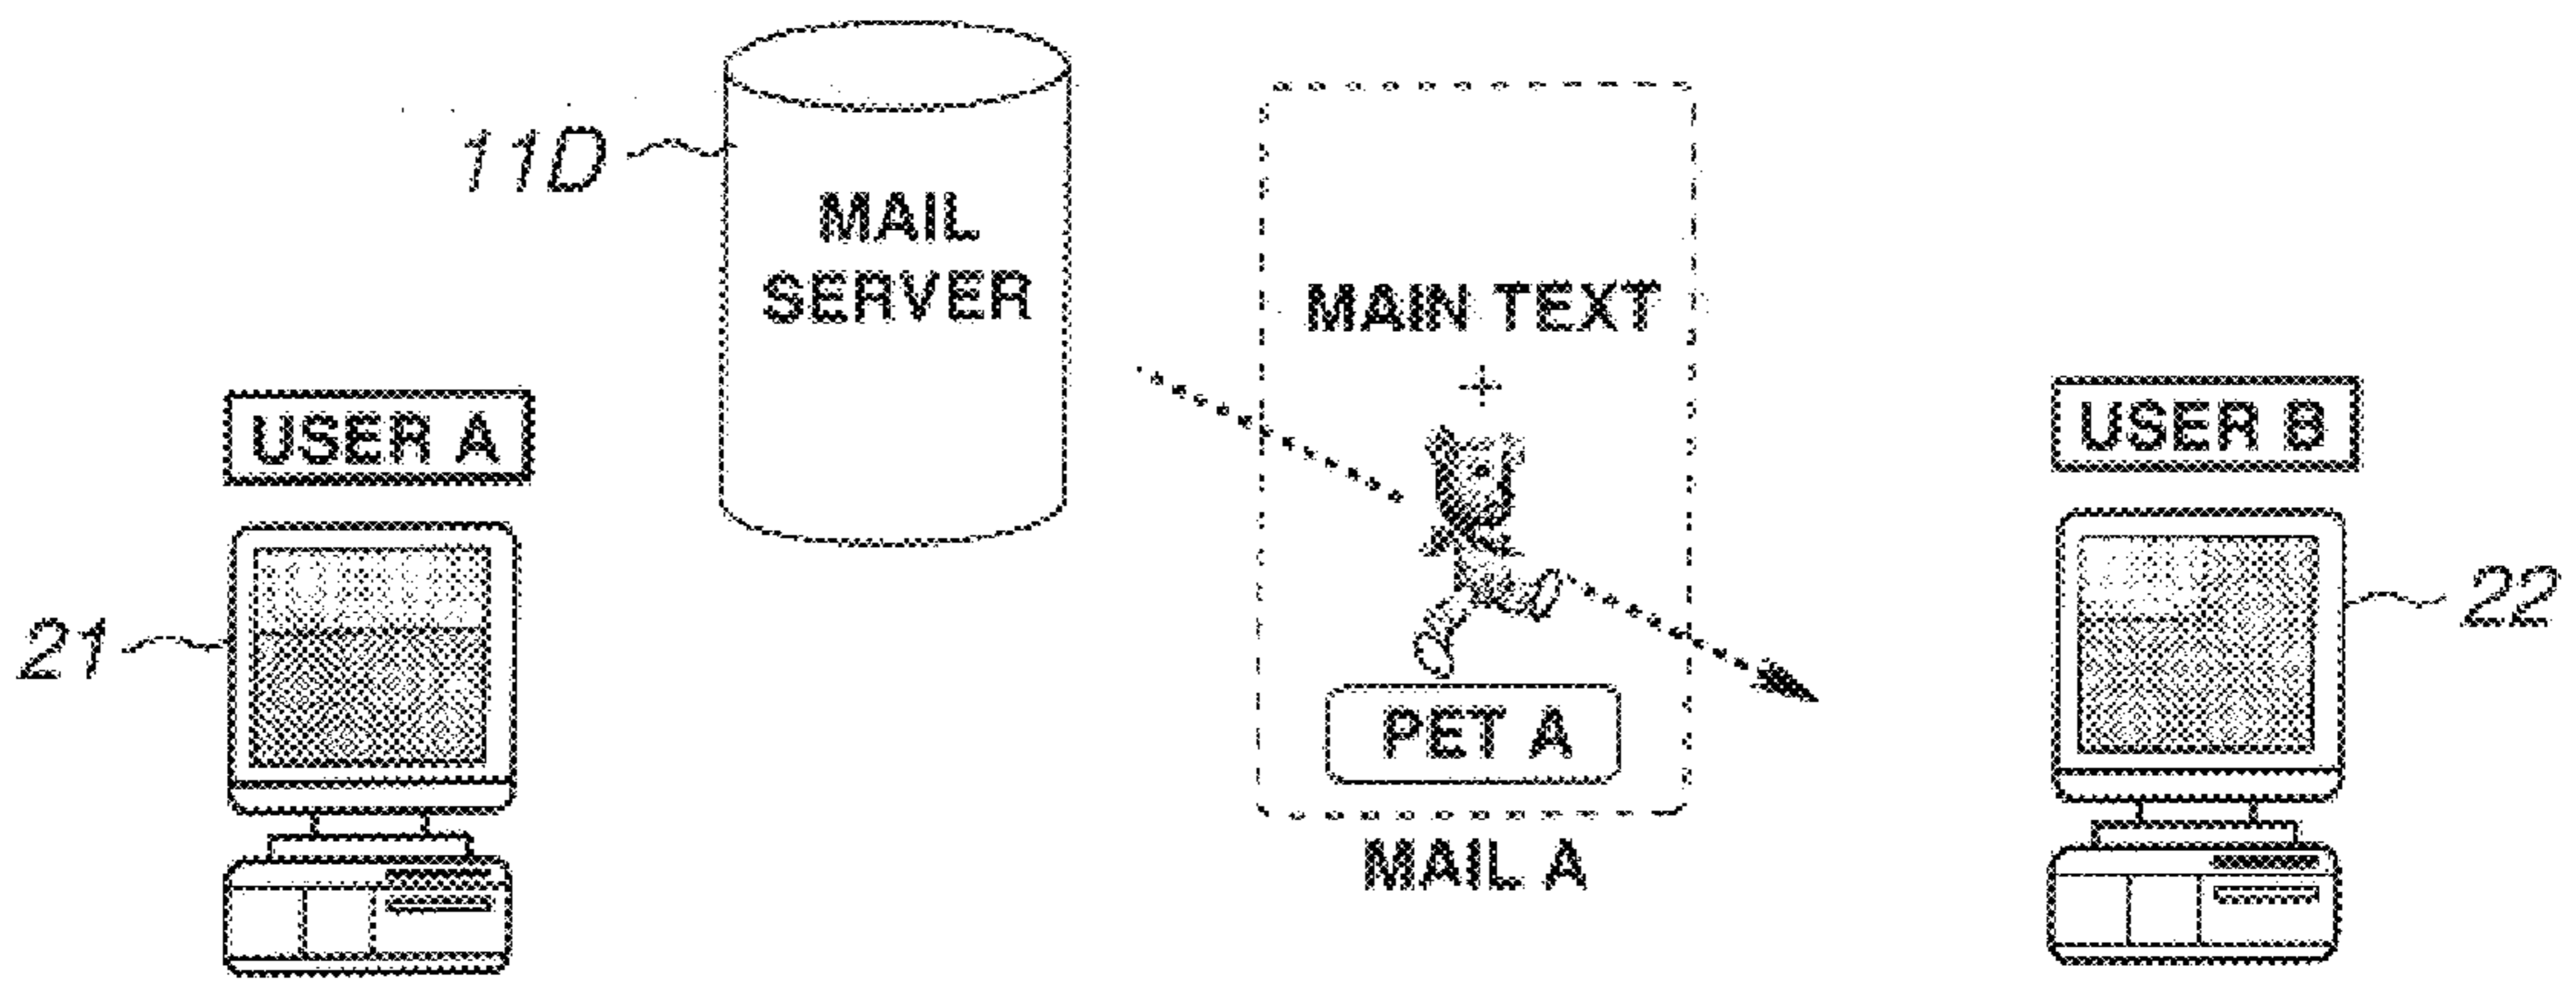 11D
MAIL
SERVER
MAIN TEXT
+
USER A
USER B
21
22
PET A
MAIL A